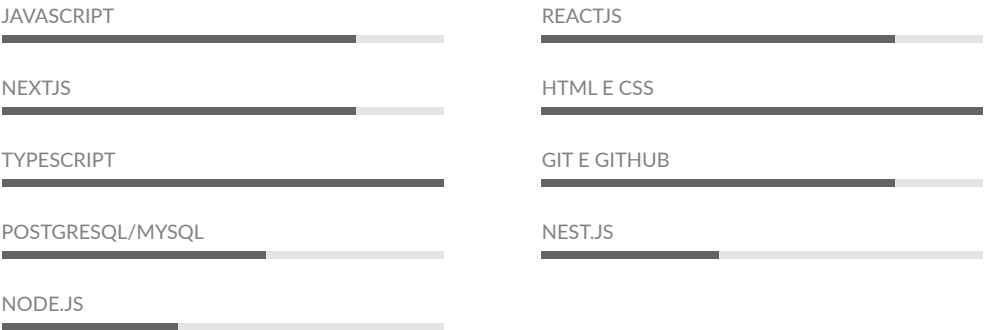 JAVASCRIPT
REACTJS
NEXTJS
HTML E CSS
TYPESCRIPT
GIT E GITHUB
POSTGRESQL/MYSQL
NEST.JS
NODE.JS